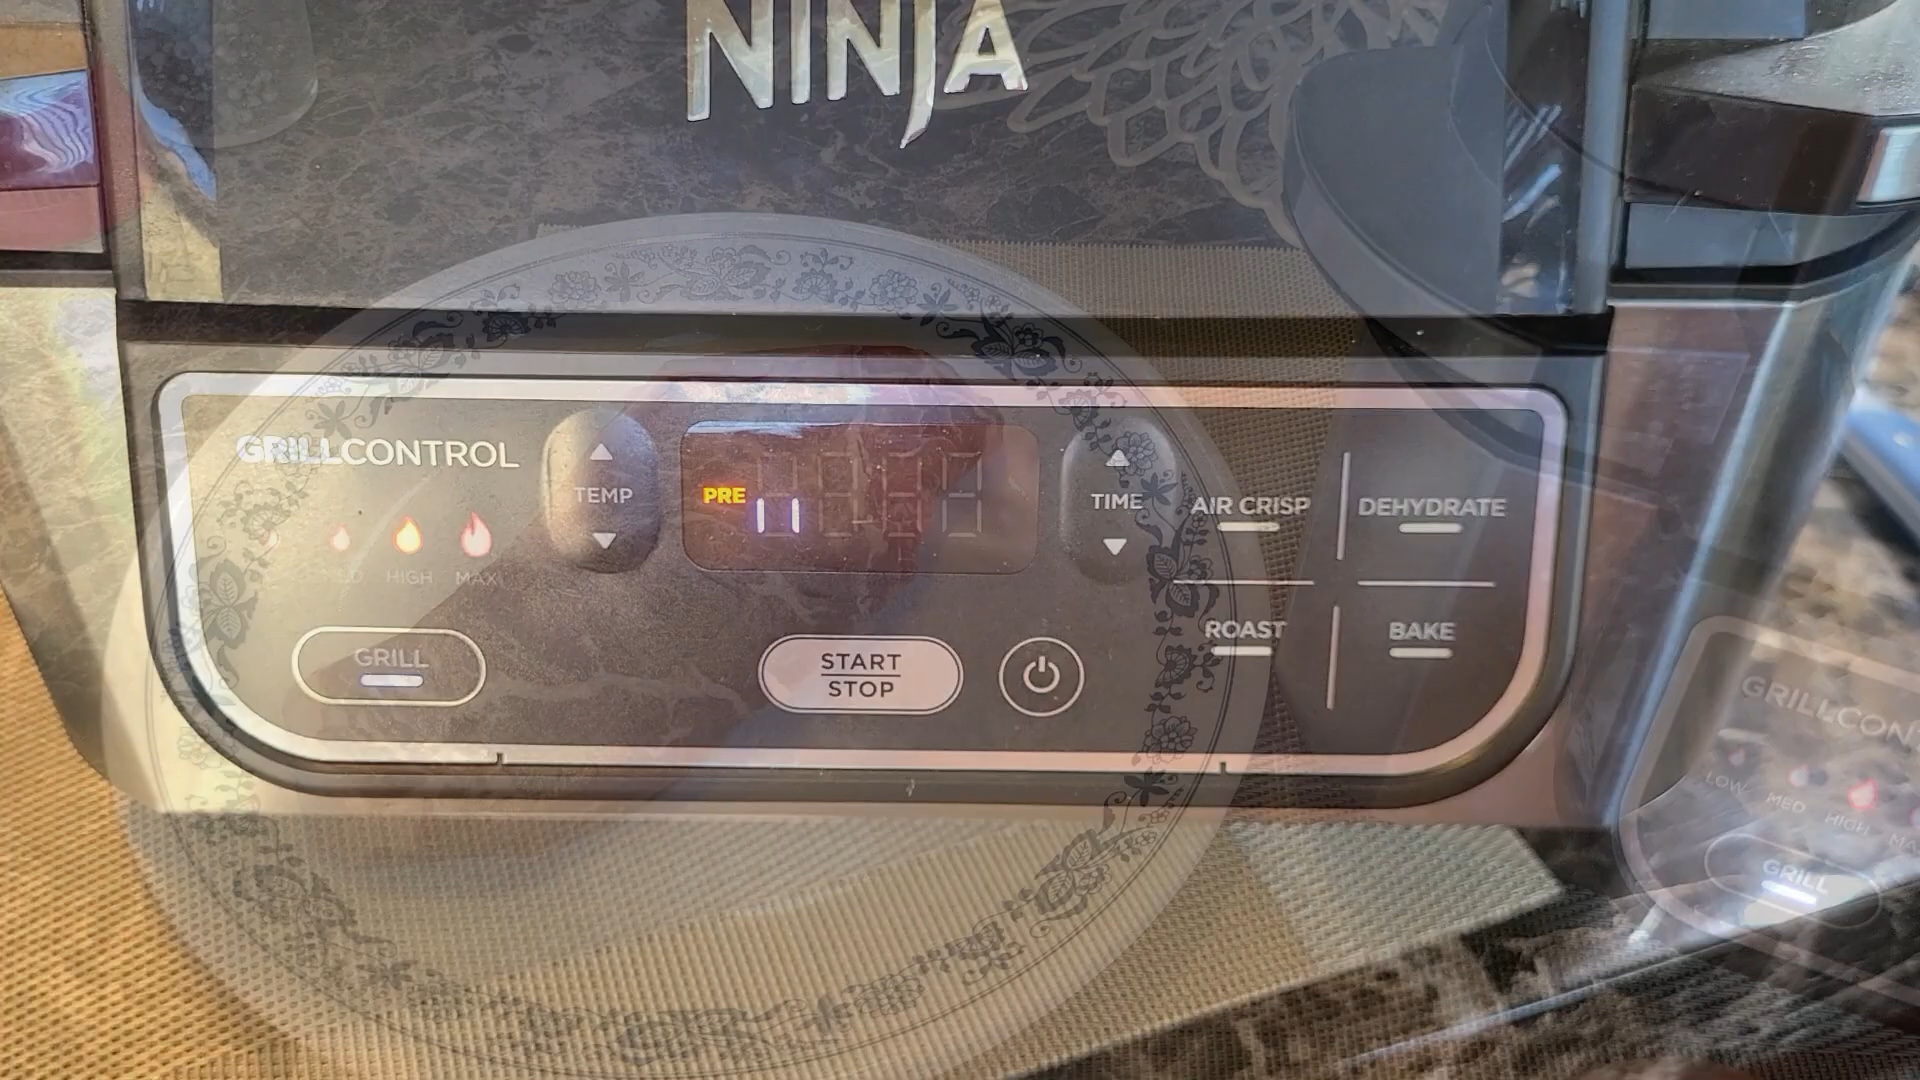 NINJA
GRILLCONTROL
TEMP
PRE
TIME
AIR CRISP
DEHYDRATE
HIGH
MAX
GRILL
START
STOP
ROAST
BAKE
LOW
MED
HIGH
GRILL